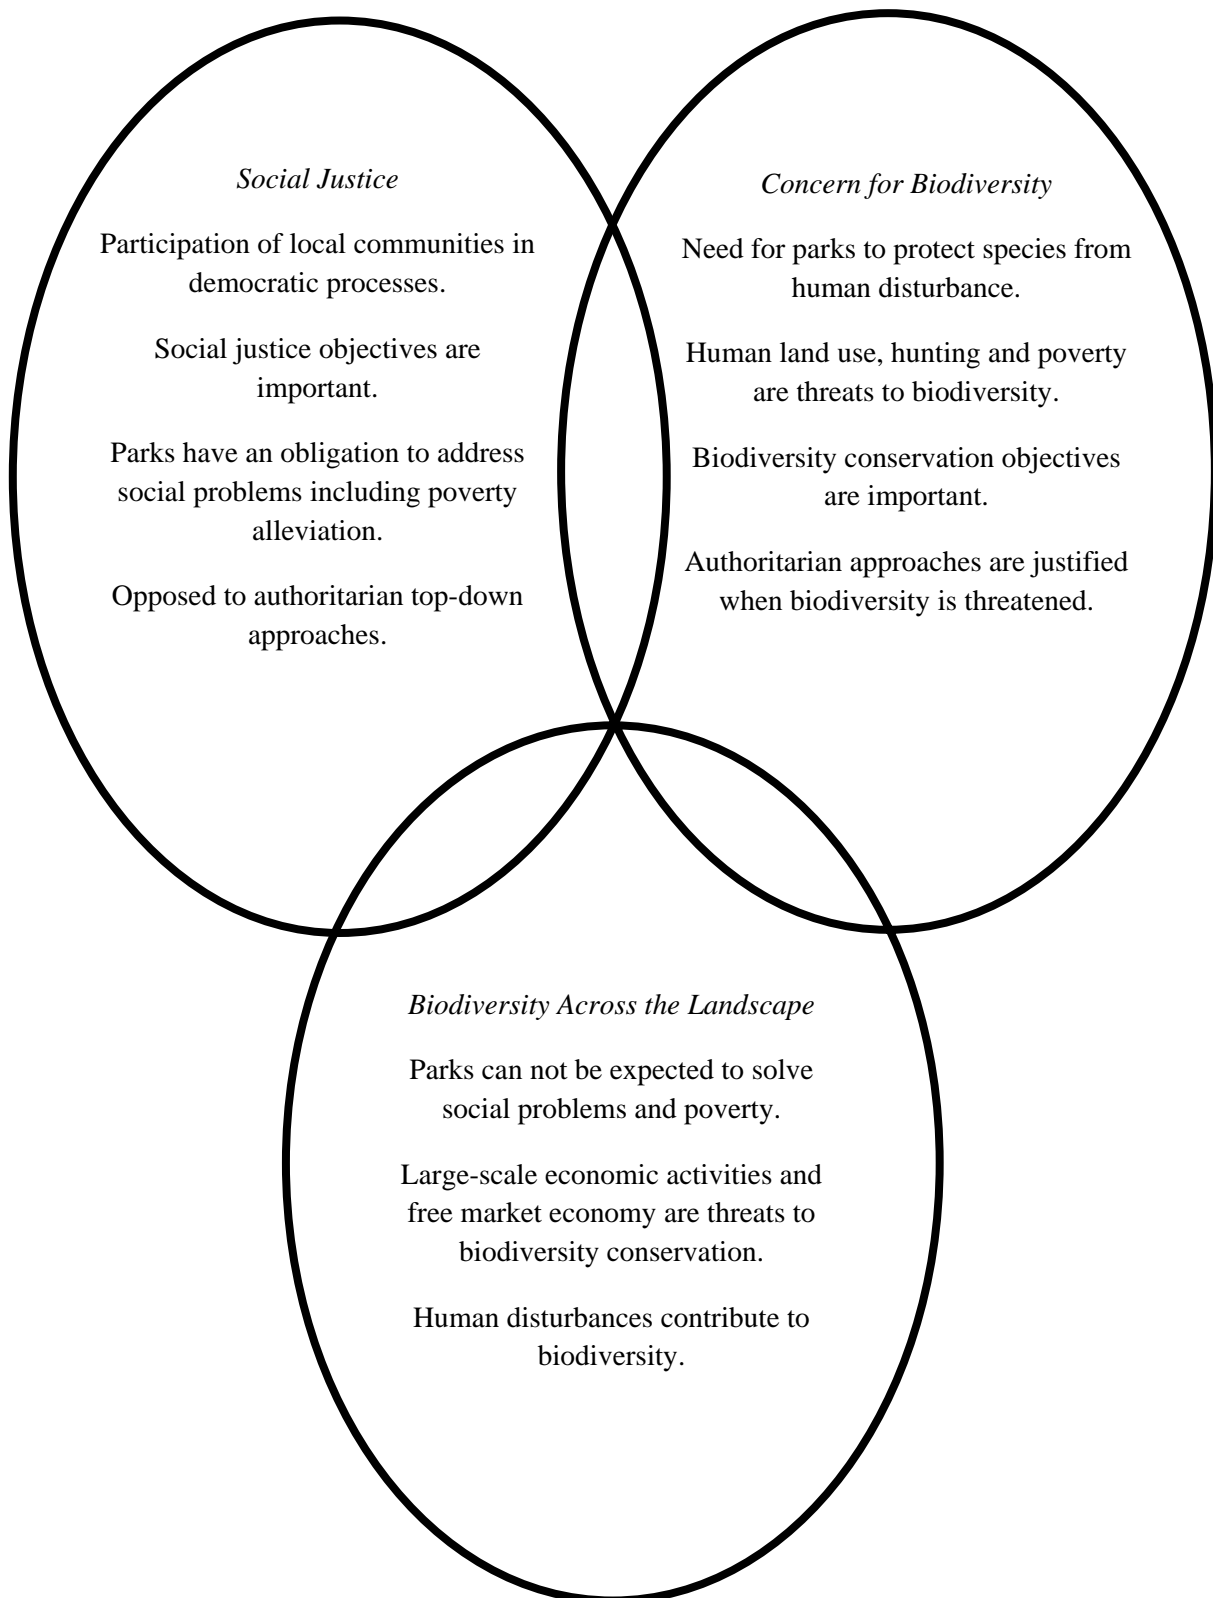 Social Justice
Participation of local communities in
democratic processes.
Social justice objectives are
important.
Parks have an obligation to address
social problems including poverty
alleviation.
Opposed to authoritarian top-down
approaches.
Concern for Biodiversity
Need for parks to protect species from
human disturbance.
Human land use, hunting and poverty
are threats to biodiversity.
Biodiversity conservation objectives
are important.
Authoritarian approaches are justified
when biodiversity is threatened.
Biodiversity Across the Landscape
Parks can not be expected to solve
social problems and poverty.
Large-scale economic activities and
free market economy are threats to
biodiversity conservation.
Human disturbances contribute to
biodiversity.